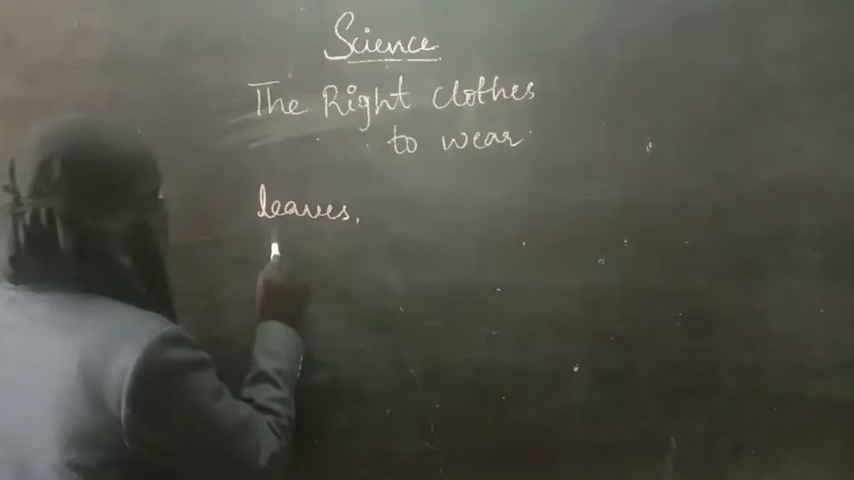 Science
The Right clothes
to wear
leaves,